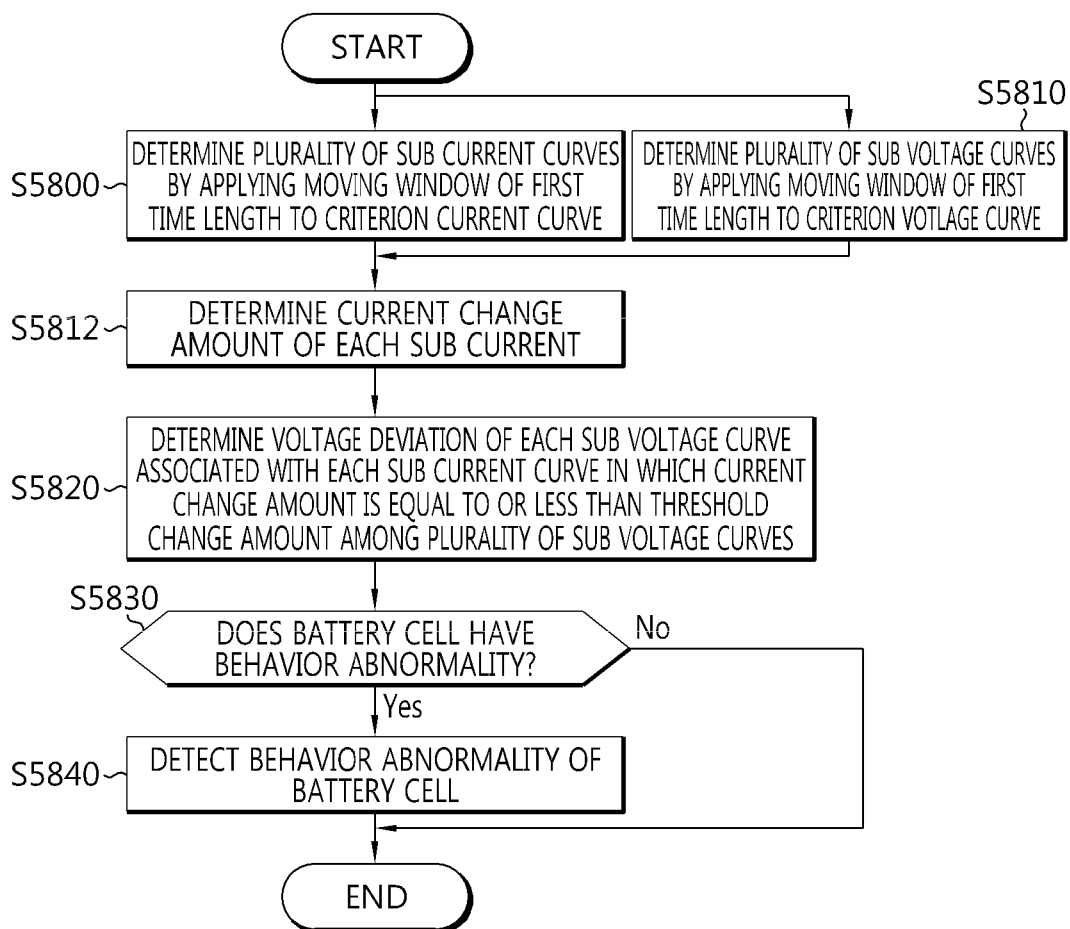 START
S5810
S5800
DETERMINE PLURALITY OF SUB CURRENT CURVES
BY APPLYING MOVING WINDOW OF FIRST
TIME LENGTH TO CRITERION CURRENT CURVE
DETERMINE PLURALITY OF SUB VOLTAGE CURVES
BY APPLYING MOVING WINDOW OF FIRST
TIME LENGTH TO CRITERION VOTLAGE CURVE
S5812
DETERMINE CURRENT CHANGE
AMOUNT OF EACH SUB CURRENT
S5820
DETERMINE VOLTAGE DEVIATION OF EACH SUB VOLTAGE CURVE
ASSOCIATED WITH EACH SUB CURRENT CURVE IN WHICH CURRENT
CHANGE AMOUNT IS EQUAL TO OR LESS THAN THRESHOLD
CHANGE AMOUNT AMONG PLURALITY OF SUB VOLTAGE CURVES
S5830
DOES BATTERY CELL HAVE
BEHAVIOR ABNORMALITY?
No
Yes
S5840
DETECT BEHAVIOR ABNORMALITY OF
BATTERY CELL
END